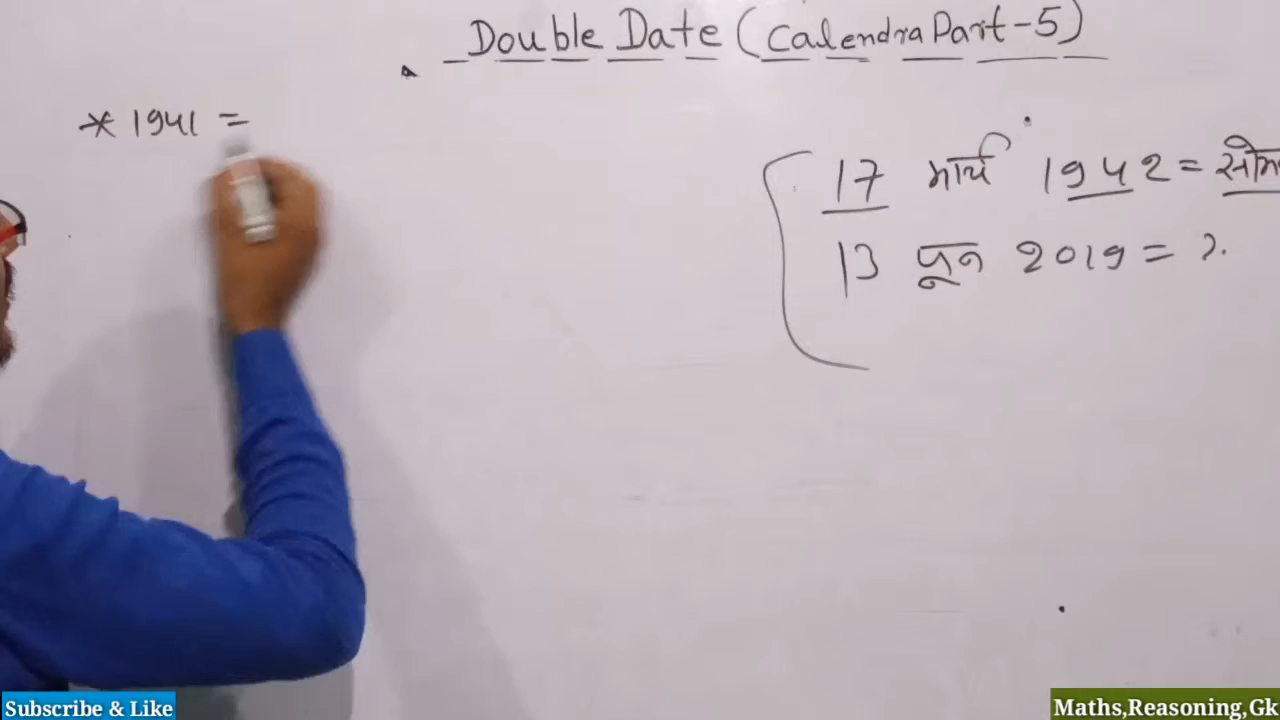 Double Date (Calendra Part-5)
* 1941 =
17 मार्च 1942 =
13 जून 2019 = ?
Subscribe & Like
Maths,Reasoning,Gk